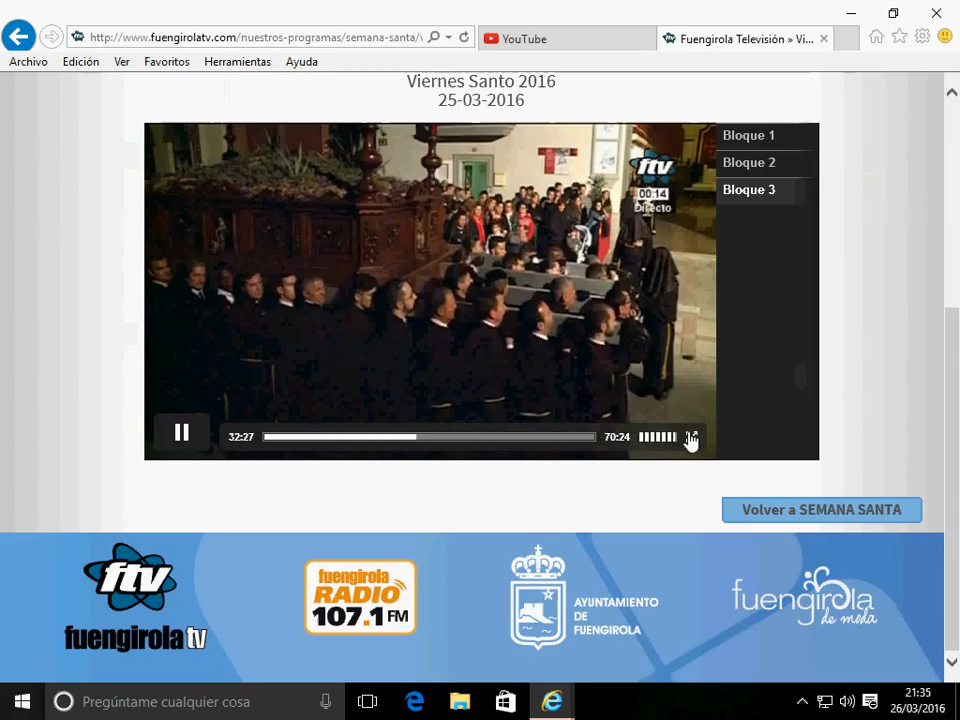 http://www.fuengirolatv.com/nuestros-programas/semana-santa/v
YouTube
Fuengirola Televisión » Vi...
Archivo
Edición
Ver
Favoritos
Herramientas
Ayuda
Viernes Santo 2016
25-03-2016
Bloque 1
Bloque 2
Bloque 3
ftv
00:14
Directo
32:27
70:24
Volver a SEMANA SANTA
ftv
fuengirola tv
fuengirola
RADIO
107.1 FM
AYUNTAMIENTO
DE
FUENGIROLA
fuengirola
de moda
Pregúntame cualquier cosa
21:35
26/03/2016